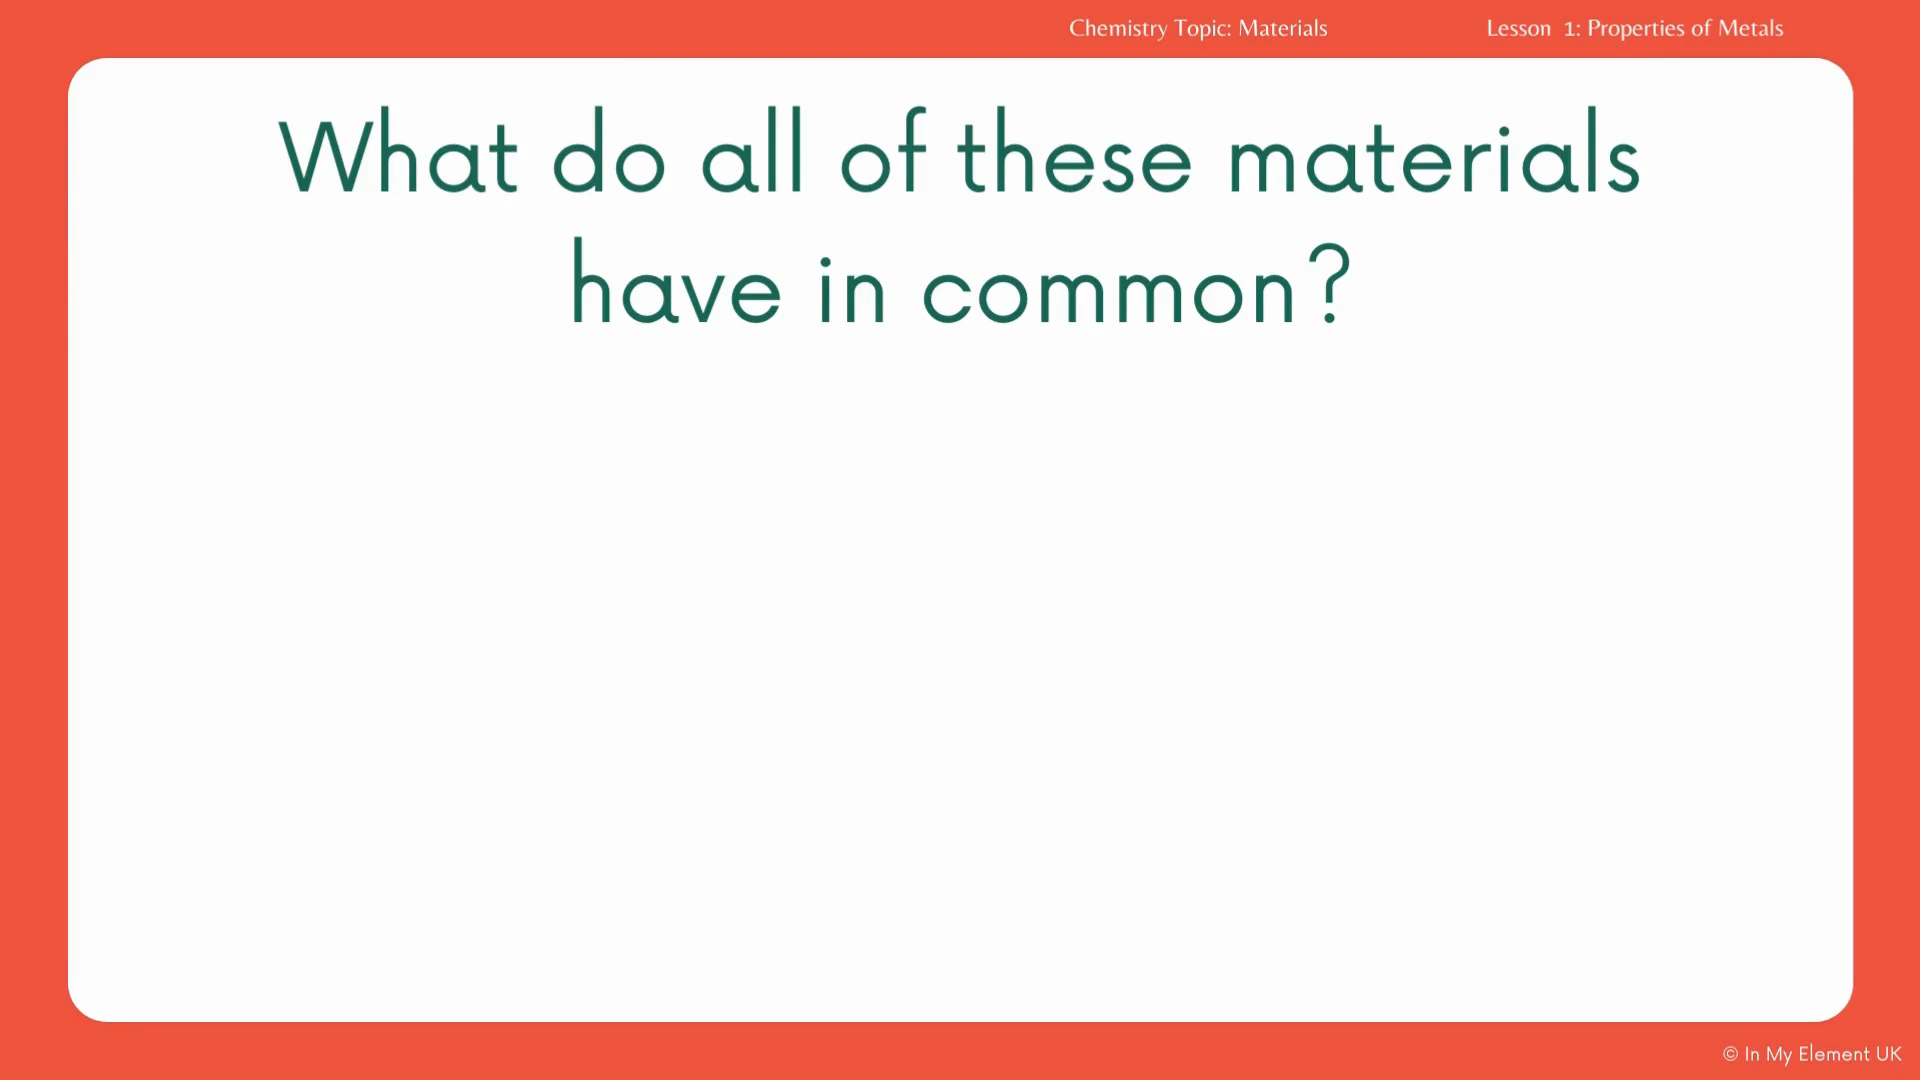 Chemistry Topic: Materials
Lesson 1: Properties of Metals
What do all of these materials
have in common?
© In My Element UK